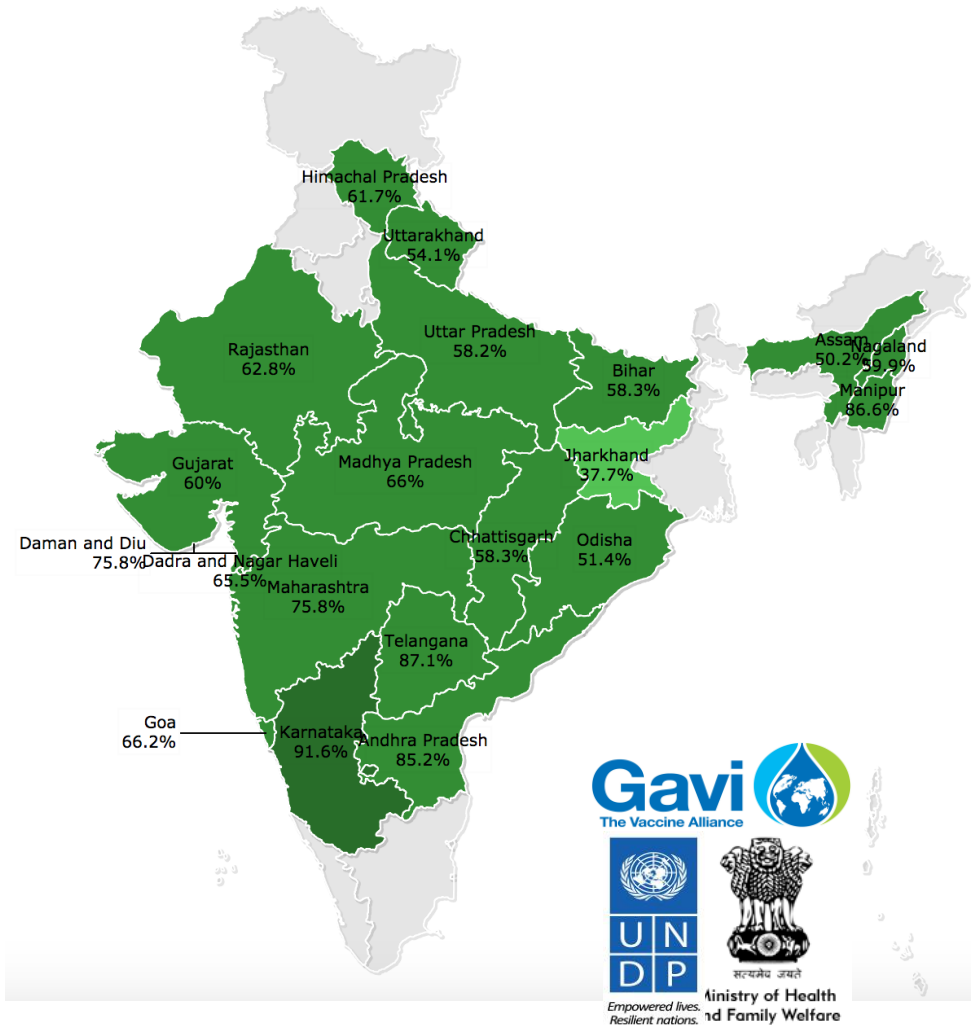 Himachal Pradesh
61.7%
Uttarakhand
54.1%
Uttar Pradesh
58.2%
Rajasthan
62.8%
Bihar
58.3%
Assam
50.2%
Nagaland
59.9%
Manipur
86.6%
Jharkhand
37.7%
Gujarat
60%
Madhya Pradesh
66%
Chhattisgarh
58.3%
Odisha
51.4%
Daman and Diu
75.8%
Dadra and Nagar Haveli
65.5%
Maharashtra
75.8%
Telangana
87.1%
Goa
66.2%
Karnataka
91.6%
Andhra Pradesh
85.2%
Gavi
The Vaccine Alliance
U N
D P
Empowered lives.
Resilient nations.
सत्यमेव जयते
Ministry of Health
nd Family Welfare